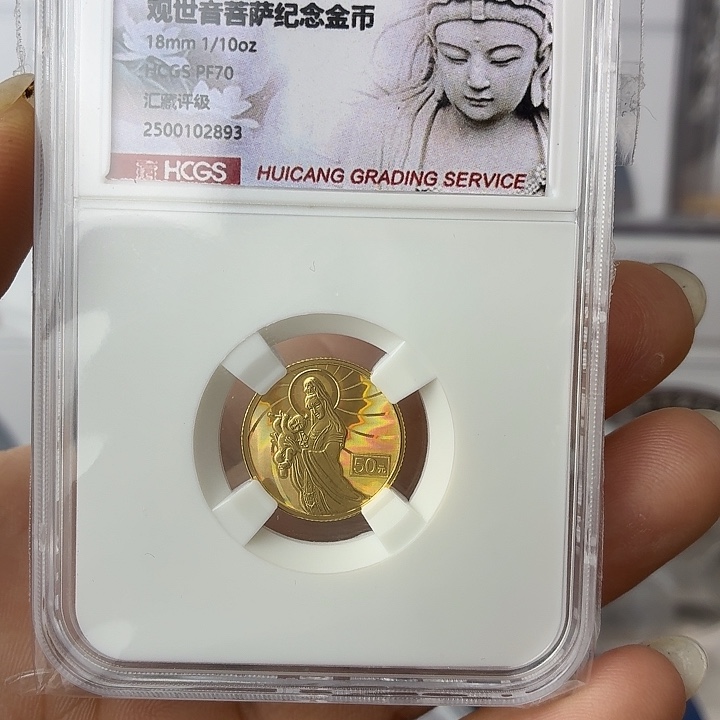 观世音菩萨纪念金币
18mm 1/10oz
HCGS PF70
汇藏评级
2500102893
HCGS HUICANG GRADING SERVICE
50元